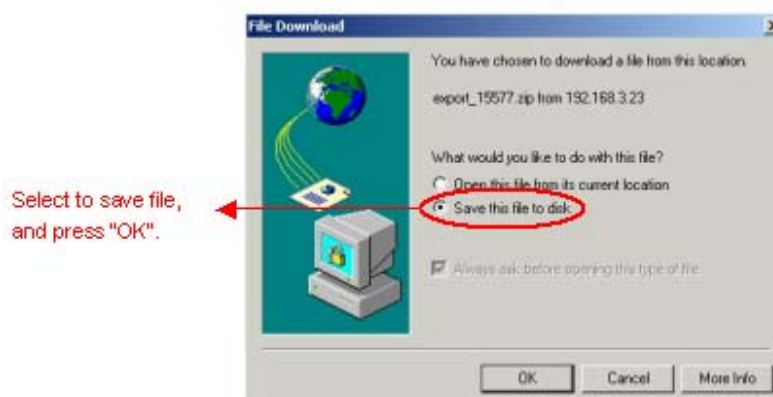 File Download
You have chosen to download a file from this location.
export_15577.zip from 192.168.3.23
What would you like to do with this file?
Open this file from its current location
Save this file to disk
Always ask before opening this type of file
OK Cancel More Info
Select to save file,
and press "OK".